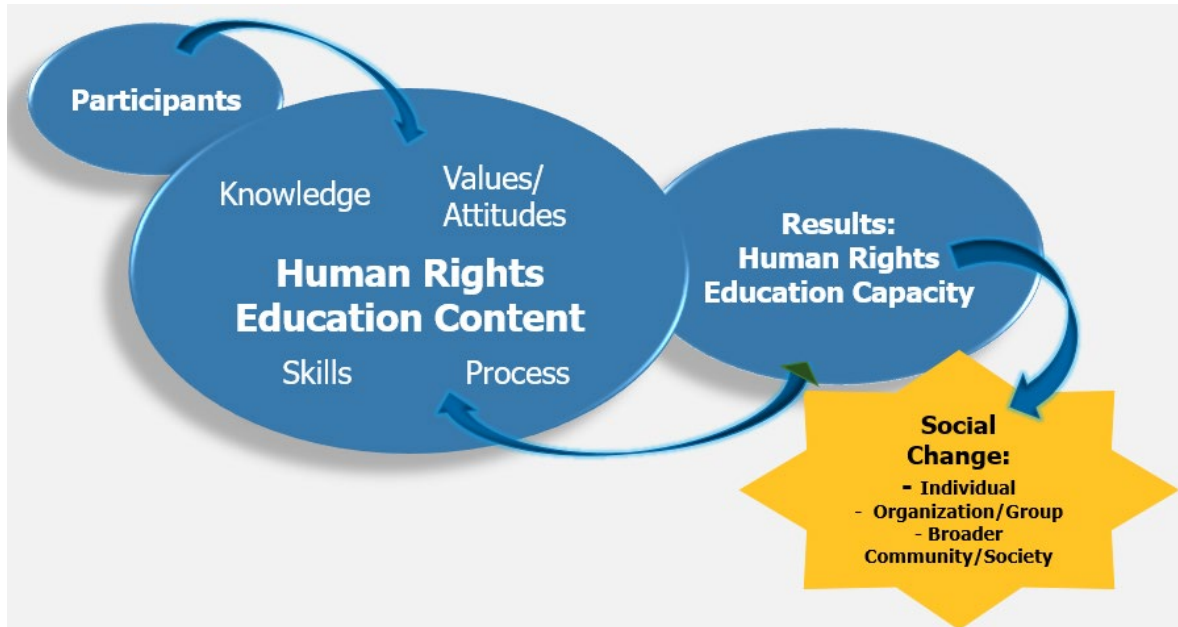 Participants
Knowledge
Values/
Attitudes
Human Rights
Education Content
Skills
Process
Results:
Human Rights
Education Capacity
Social
Change:
- Individual
- Organization/Group
- Broader
Community/Society